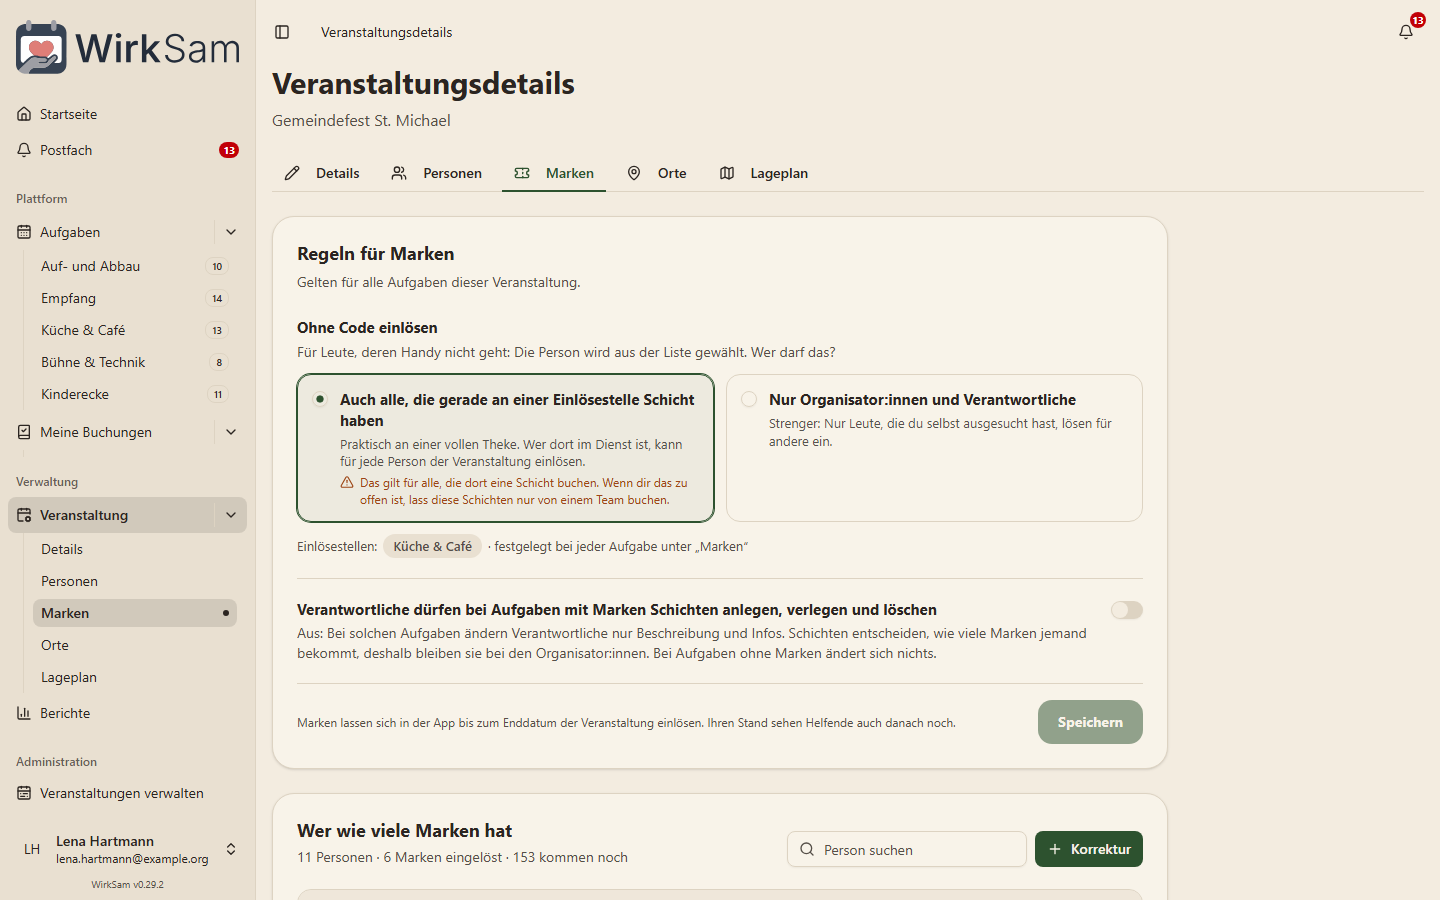 WirkSam
Startseite
Postfach
13
Plattform
Aufgaben
Auf- und Abbau
10
Empfang
14
Küche & Café
13
Bühne & Technik
8
Kinderecke
11
Meine Buchungen
Verwaltung
Veranstaltung
Details
Personen
Marken
Orte
Lageplan
Berichte
Administration
Veranstaltungen verwalten
LH
Lena Hartmann
lena.hartmann@example.org
WirkSam v0.29.2
Veranstaltungsdetails
13
Veranstaltungsdetails
Gemeindefest St. Michael
Details
Personen
Marken
Orte
Lageplan
Regeln für Marken
Gelten für alle Aufgaben dieser Veranstaltung.
Ohne Code einlösen
Für Leute, deren Handy nicht geht: Die Person wird aus der Liste gewählt. Wer darf das?
Auch alle, die gerade an einer Einlösestelle Schicht
haben
Praktisch an einer vollen Theke. Wer dort im Dienst ist, kann
für jede Person der Veranstaltung einlösen.
Das gilt für alle, die dort eine Schicht buchen. Wenn dir das zu
offen ist, lass diese Schichten nur von einem Team buchen.
Nur Organisator:innen und Verantwortliche
Strenger: Nur Leute, die du selbst ausgesucht hast, lösen für
andere ein.
Einlösestellen: Küche & Café · festgelegt bei jeder Aufgabe unter „Marken“
Verantwortliche dürfen bei Aufgaben mit Marken Schichten anlegen, verlegen und löschen
Aus: Bei solchen Aufgaben ändern Verantwortliche nur Beschreibung und Infos. Schichten entscheiden, wie viele Marken jemand
bekommt, deshalb bleiben sie bei den Organisator:innen. Bei Aufgaben ohne Marken ändert sich nichts.
Marken lassen sich in der App bis zum Enddatum der Veranstaltung einlösen. Ihren Stand sehen Helfende auch danach noch.
Speichern
Wer wie viele Marken hat
11 Personen · 6 Marken eingelöst · 153 kommen noch
Person suchen
Korrektur